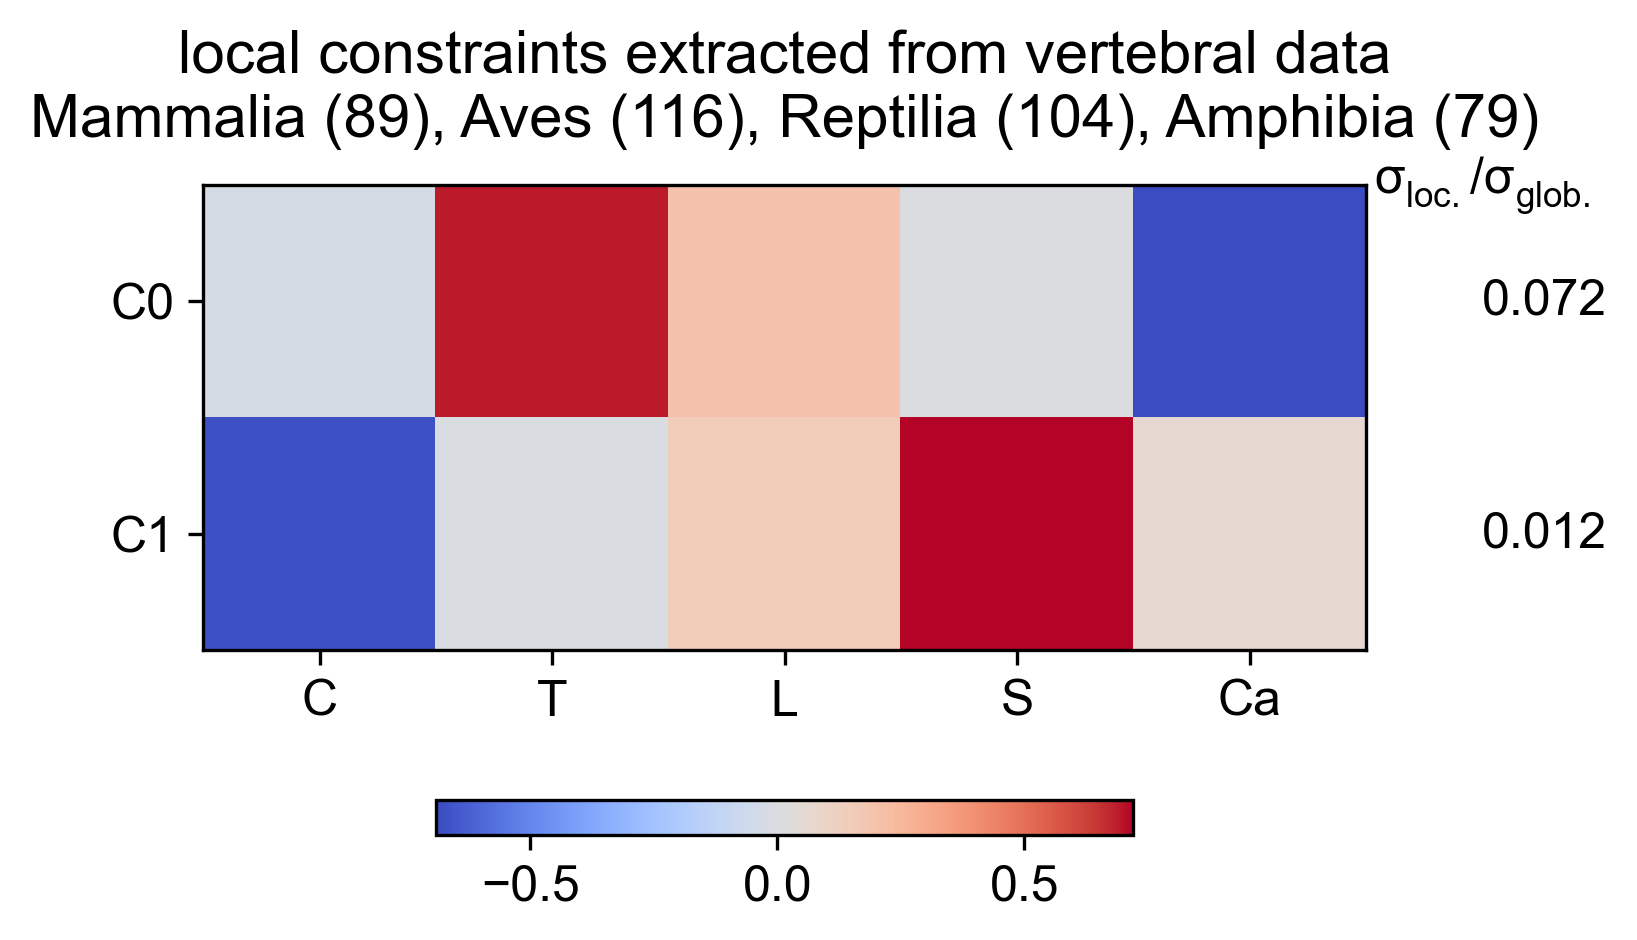 local constraints extracted from vertebral data
Mammalia (89), Aves (116), Reptilia (104), Amphibia (79)
σloc. /σglob.
C0 0.072
C1 0.012
C T L S Ca
−0.5 0.0 0.5